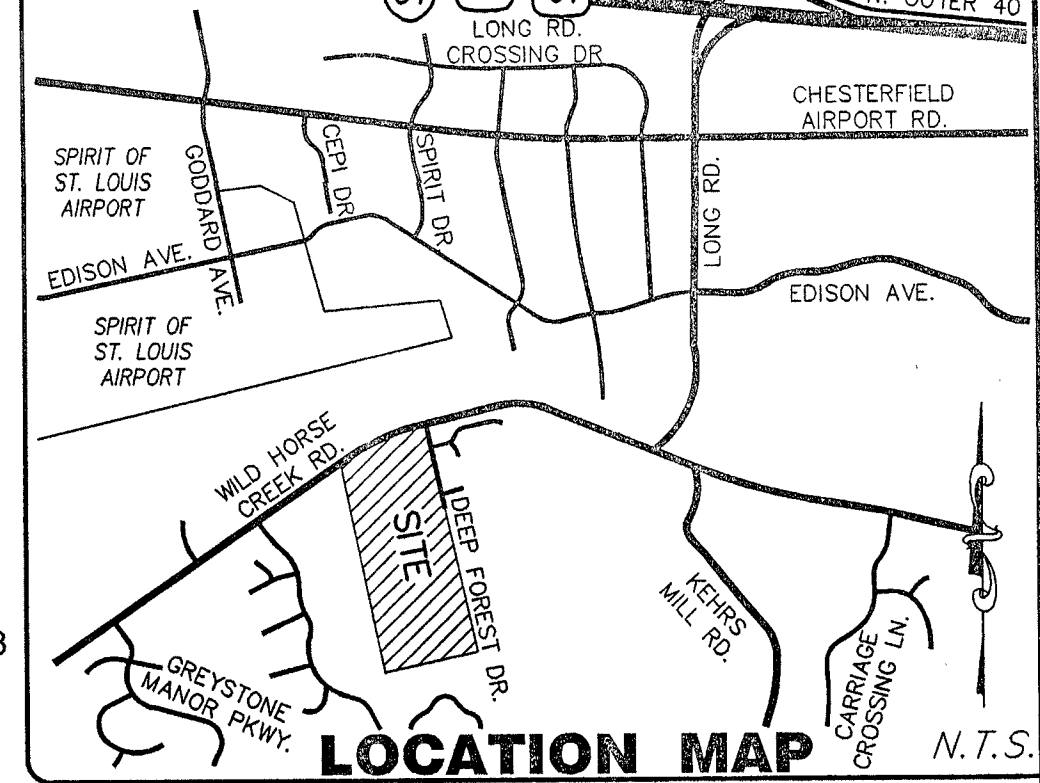 OUTER 40
LONG RD.
CROSSING DR
CHESTERFIELD
AIRPORT RD.
SPIRIT OF
ST. LOUIS
AIRPORT
GODDARD AVE.
CEPI DR
SPIRIT DR
LONG RD.
EDISON AVE.
EDISON AVE.
SPIRIT OF
ST. LOUIS
AIRPORT
WILD HORSE
CREEK RD.
SITE
DEEP FOREST DR.
KEHRS
MILL RD.
CARRIAGE
CROSSING LN.
GREYSTONE
MANOR PKWY.
LOCATION MAP
N.T.S.